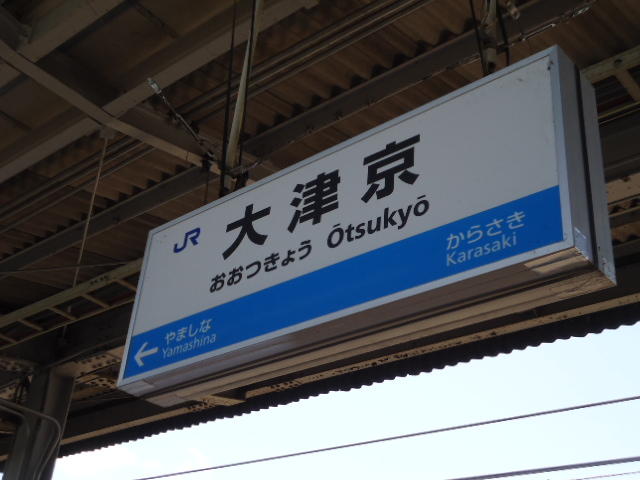 JR 大津京
おおつきょう Ōtsukyō
からさき
Karasaki
← やましな
Yamashina